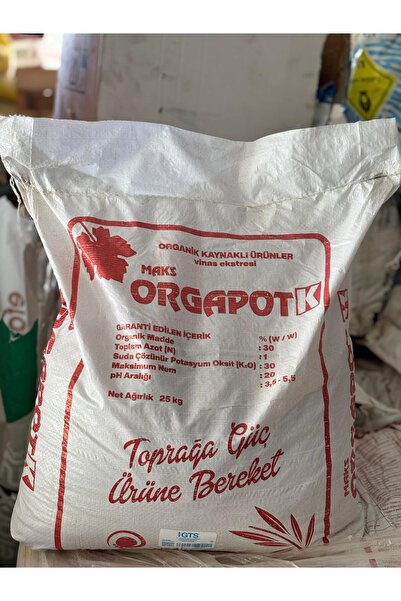 ORGANİK KAYNAKLI ÜRÜNLER
vinas ekstresi
MAKS
ORGAPOT K
GARANTİ EDİLEN İÇERİK % (W / W)
Organik Madde : 30
Toplam Azot (N) : 1
Suda Çözünür Potasyum Oksit (K₂O) : 30
Maksimum Nem : 20
pH Aralığı : 3,5 - 5,5
Net Ağırlık 25 kg
Toprağa Güç
Ürüne Bereket
IGTS
MAKS